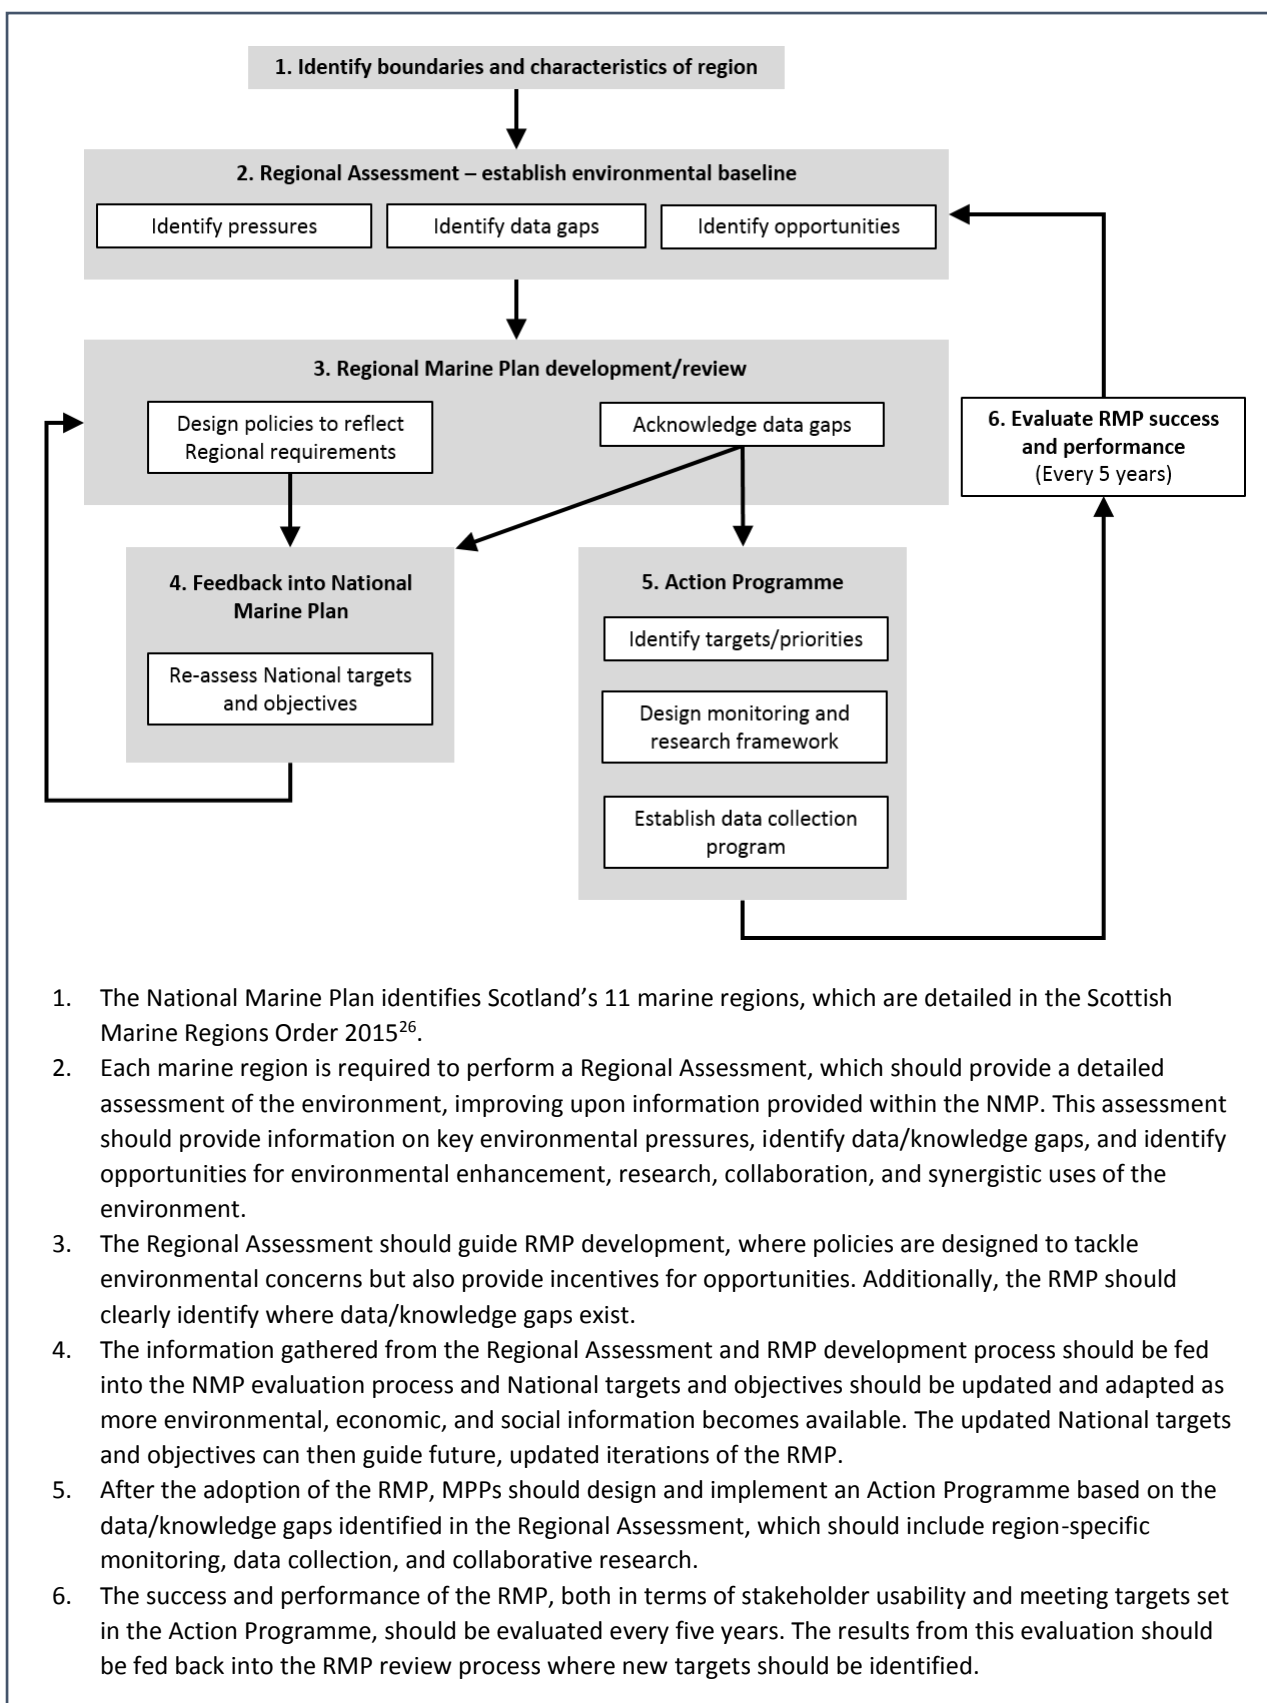 1. Identify boundaries and characteristics of region
2. Regional Assessment – establish environmental baseline
Identify pressures
Identify data gaps
Identify opportunities
3. Regional Marine Plan development/review
Design policies to reflect
Regional requirements
Acknowledge data gaps
6. Evaluate RMP success
and performance
(Every 5 years)
4. Feedback into National
Marine Plan
Re-assess National targets
and objectives
5. Action Programme
Identify targets/priorities
Design monitoring and
research framework
Establish data collection
program
1. The National Marine Plan identifies Scotland’s 11 marine regions, which are detailed in the Scottish
Marine Regions Order 2015²⁶.
2. Each marine region is required to perform a Regional Assessment, which should provide a detailed
assessment of the environment, improving upon information provided within the NMP. This assessment
should provide information on key environmental pressures, identify data/knowledge gaps, and identify
opportunities for environmental enhancement, research, collaboration, and synergistic uses of the
environment.
3. The Regional Assessment should guide RMP development, where policies are designed to tackle
environmental concerns but also provide incentives for opportunities. Additionally, the RMP should
clearly identify where data/knowledge gaps exist.
4. The information gathered from the Regional Assessment and RMP development process should be fed
into the NMP evaluation process and National targets and objectives should be updated and adapted as
more environmental, economic, and social information becomes available. The updated National targets
and objectives can then guide future, updated iterations of the RMP.
5. After the adoption of the RMP, MPPs should design and implement an Action Programme based on the
data/knowledge gaps identified in the Regional Assessment, which should include region-specific
monitoring, data collection, and collaborative research.
6. The success and performance of the RMP, both in terms of stakeholder usability and meeting targets set
in the Action Programme, should be evaluated every five years. The results from this evaluation should
be fed back into the RMP review process where new targets should be identified.